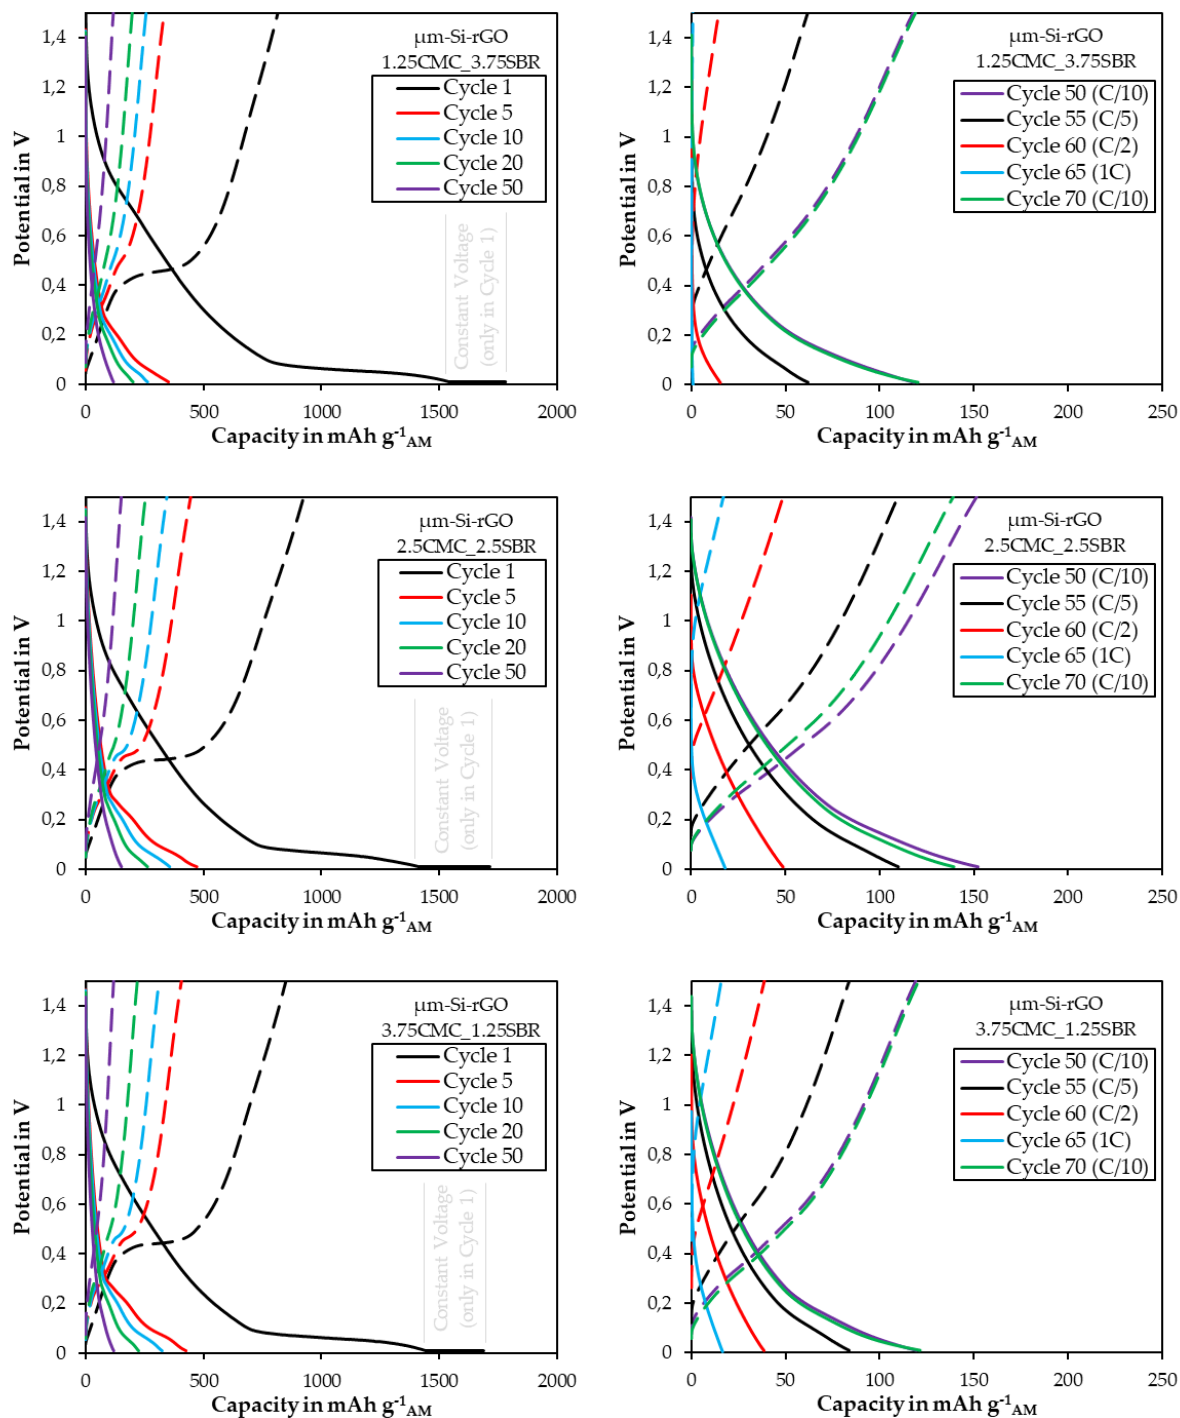 1,4
1,2
1
0,8
0,6
0,4
0,2
0
Potential in V
0 500 1000 1500 2000
Capacity in mAh g⁻¹AM
µm-Si-rGO
1.25CMC_3.75SBR
Cycle 1
Cycle 5
Cycle 10
Cycle 20
Cycle 50
Constant Voltage
(only in Cycle 1)
1,4
1,2
1
0,8
0,6
0,4
0,2
0
Potential in V
0 50 100 150 200 250
Capacity in mAh g⁻¹AM
µm-Si-rGO
1.25CMC_3.75SBR
Cycle 50 (C/10)
Cycle 55 (C/5)
Cycle 60 (C/2)
Cycle 65 (1C)
Cycle 70 (C/10)
1,4
1,2
1
0,8
0,6
0,4
0,2
0
Potential in V
0 500 1000 1500 2000
Capacity in mAh g⁻¹AM
µm-Si-rGO
2.5CMC_2.5SBR
Cycle 1
Cycle 5
Cycle 10
Cycle 20
Cycle 50
Constant Voltage
(only in Cycle 1)
1,4
1,2
1
0,8
0,6
0,4
0,2
0
Potential in V
0 50 100 150 200 250
Capacity in mAh g⁻¹AM
µm-Si-rGO
2.5CMC_2.5SBR
Cycle 50 (C/10)
Cycle 55 (C/5)
Cycle 60 (C/2)
Cycle 65 (1C)
Cycle 70 (C/10)
1,4
1,2
1
0,8
0,6
0,4
0,2
0
Potential in V
0 500 1000 1500 2000
Capacity in mAh g⁻¹AM
µm-Si-rGO
3.75CMC_1.25SBR
Cycle 1
Cycle 5
Cycle 10
Cycle 20
Cycle 50
Constant Voltage
(only in Cycle 1)
1,4
1,2
1
0,8
0,6
0,4
0,2
0
Potential in V
0 50 100 150 200 250
Capacity in mAh g⁻¹AM
µm-Si-rGO
3.75CMC_1.25SBR
Cycle 50 (C/10)
Cycle 55 (C/5)
Cycle 60 (C/2)
Cycle 65 (1C)
Cycle 70 (C/10)